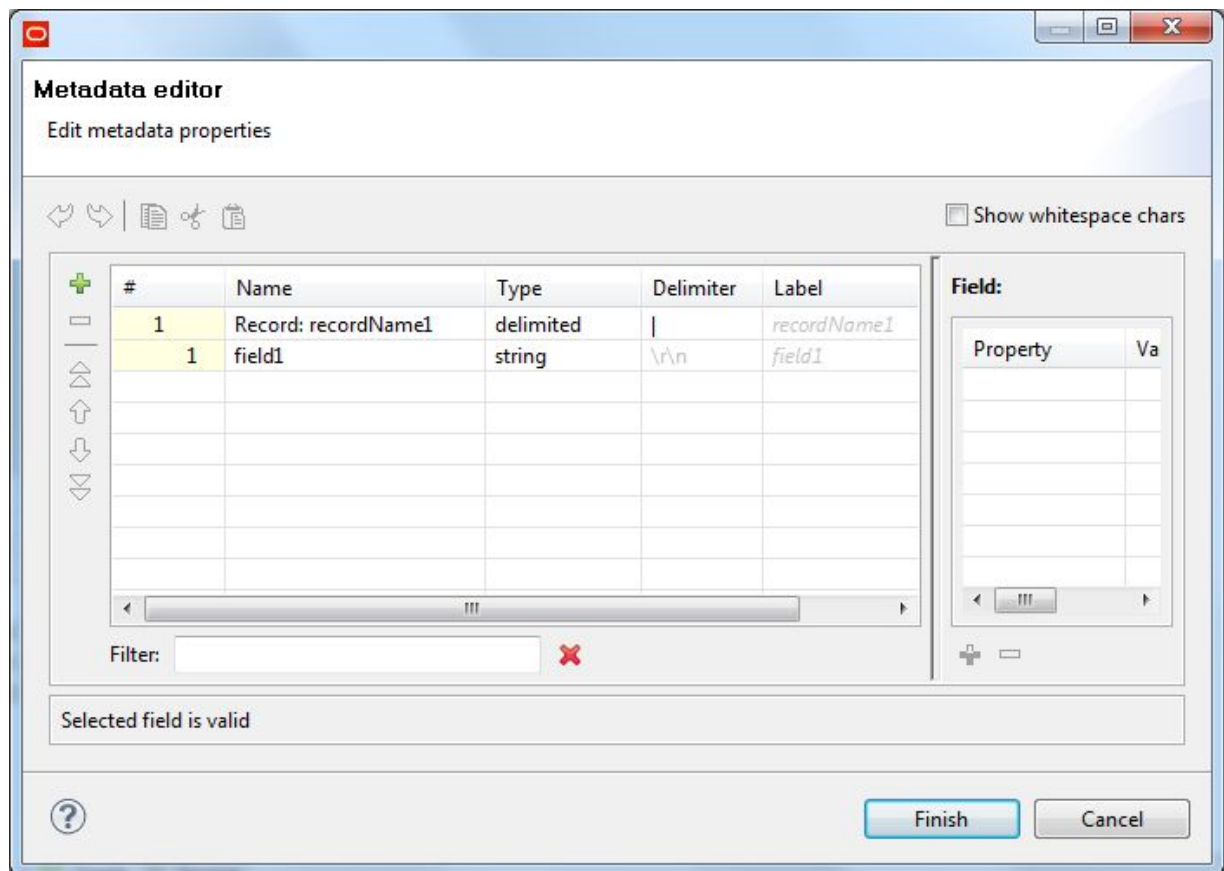 Metadata editor
Edit metadata properties
Show whitespace chars
# Name Type Delimiter Label
1 Record: recordName1 delimited | recordName1
1 field1 string \r\n field1
Field:
Property Va
Filter:
Selected field is valid
Finish Cancel